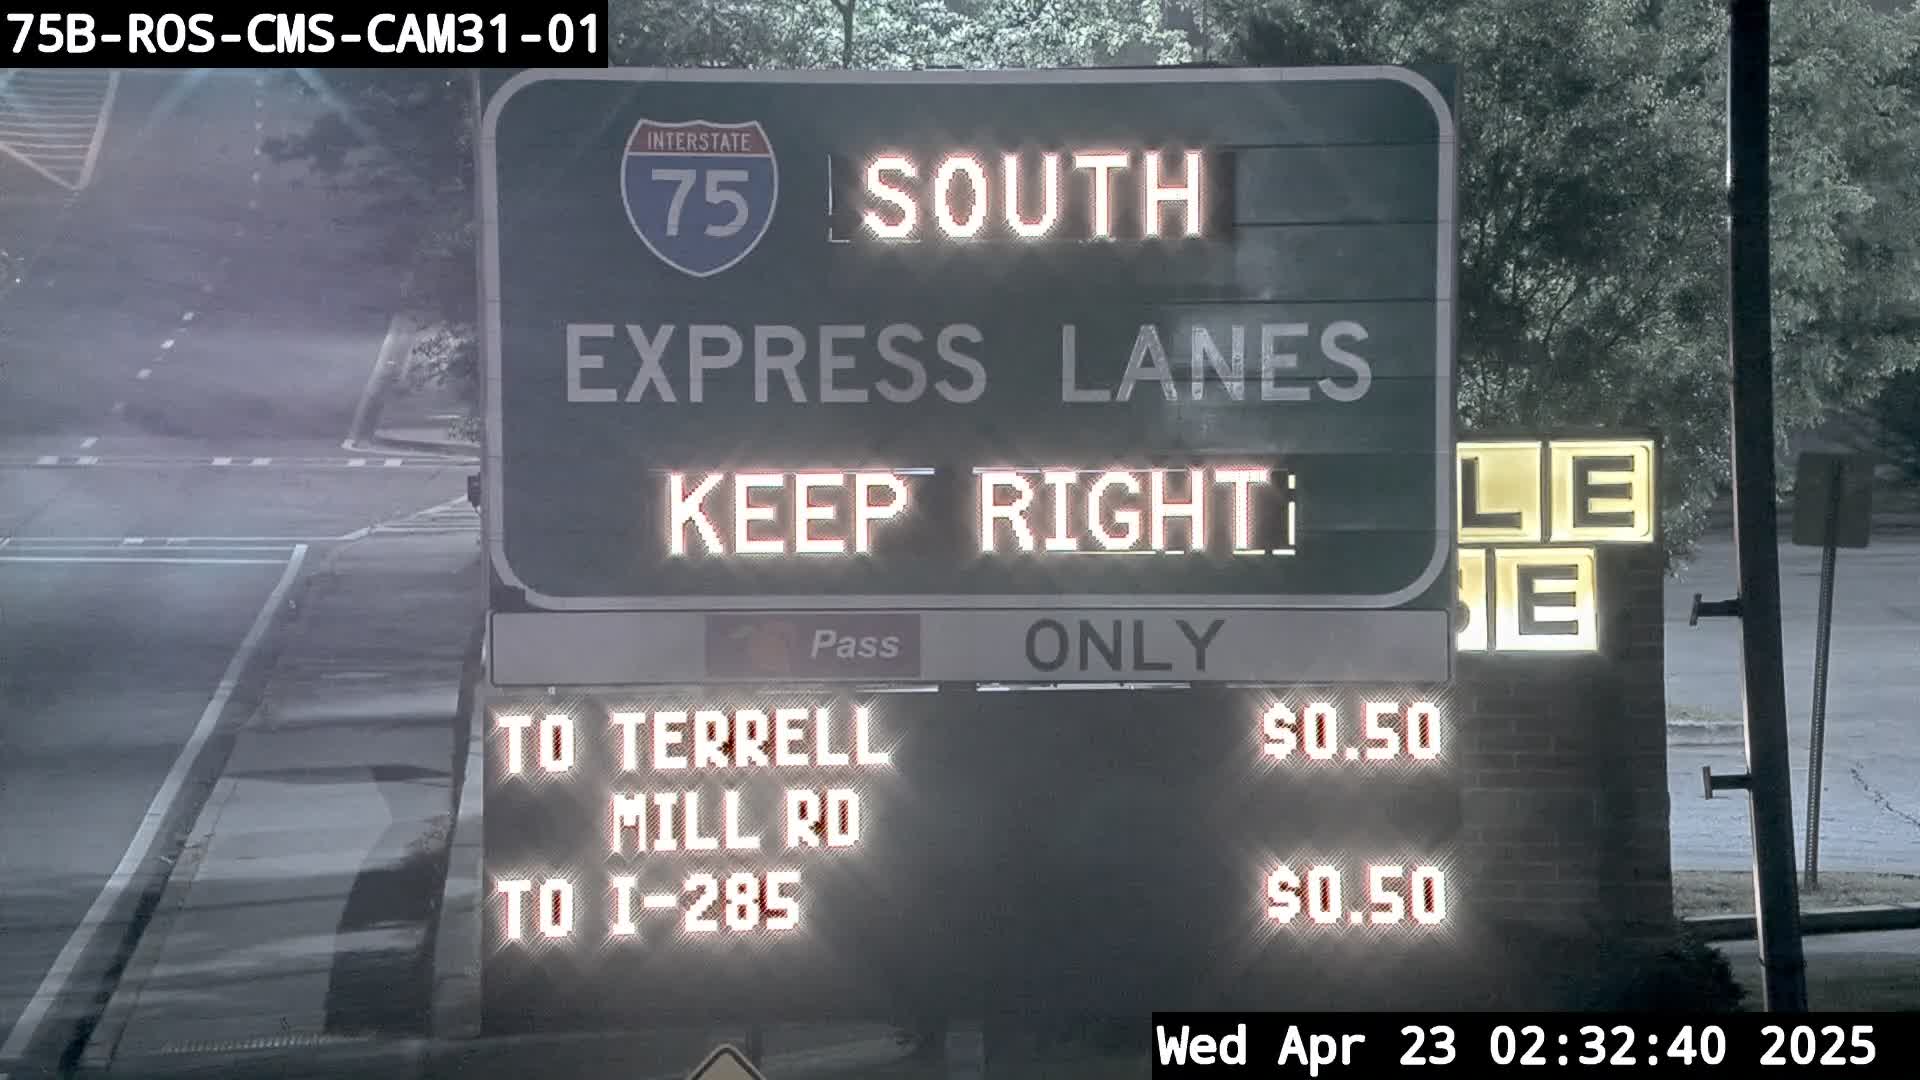 75B-ROS-CMS-CAM31-01
INTERSTATE
75
SOUTH
EXPRESS LANES
KEEP RIGHT
Pass ONLY
TO TERRELL $0.50
MILL RD
TO I-285 $0.50
LE
E
Wed Apr 23 02:32:40 2025